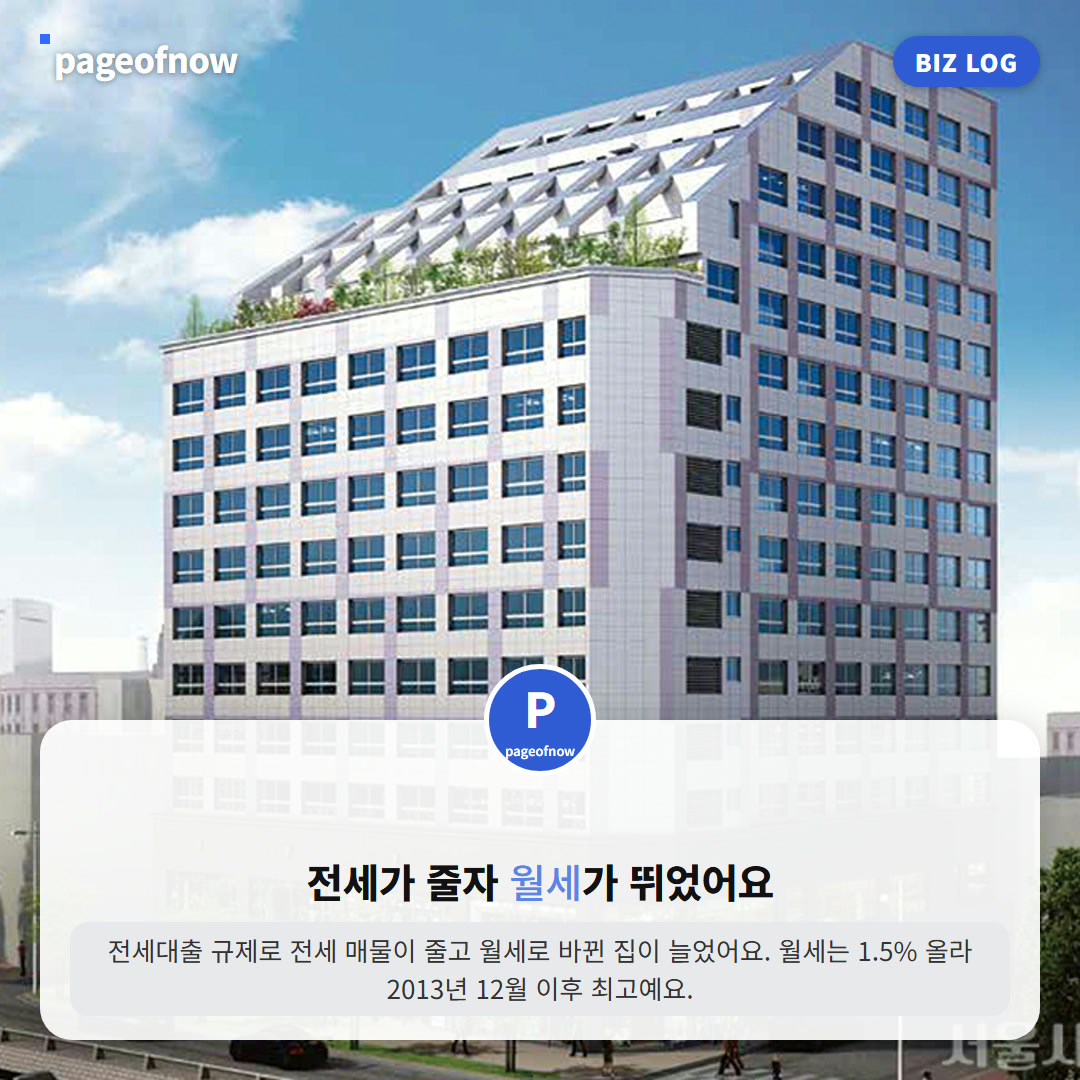 pageofnow
BIZ LOG
P
pageofnow
전세가 줄자 월세가 뛰었어요
전세대출 규제로 전세 매물이 줄고 월세로 바뀐 집이 늘었어요. 월세는 1.5% 올라
2013년 12월 이후 최고예요.
서울시